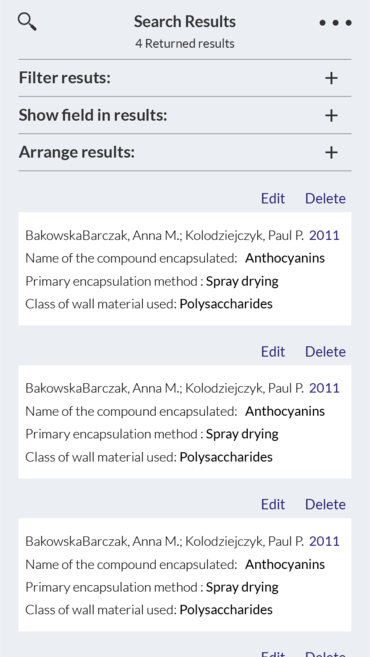 Search Results
4 Returned results
Filter resuts:
Show field in results:
Arrange results:
Edit Delete
BakowskaBarczak, Anna M.; Kolodziejczyk, Paul P. 2011
Name of the compound encapsulated: Anthocyanins
Primary encapsulation method : Spray drying
Class of wall material used: Polysaccharides
Edit Delete
BakowskaBarczak, Anna M.; Kolodziejczyk, Paul P. 2011
Name of the compound encapsulated: Anthocyanins
Primary encapsulation method : Spray drying
Class of wall material used: Polysaccharides
Edit Delete
BakowskaBarczak, Anna M.; Kolodziejczyk, Paul P. 2011
Name of the compound encapsulated: Anthocyanins
Primary encapsulation method : Spray drying
Class of wall material used: Polysaccharides
Edit Delete